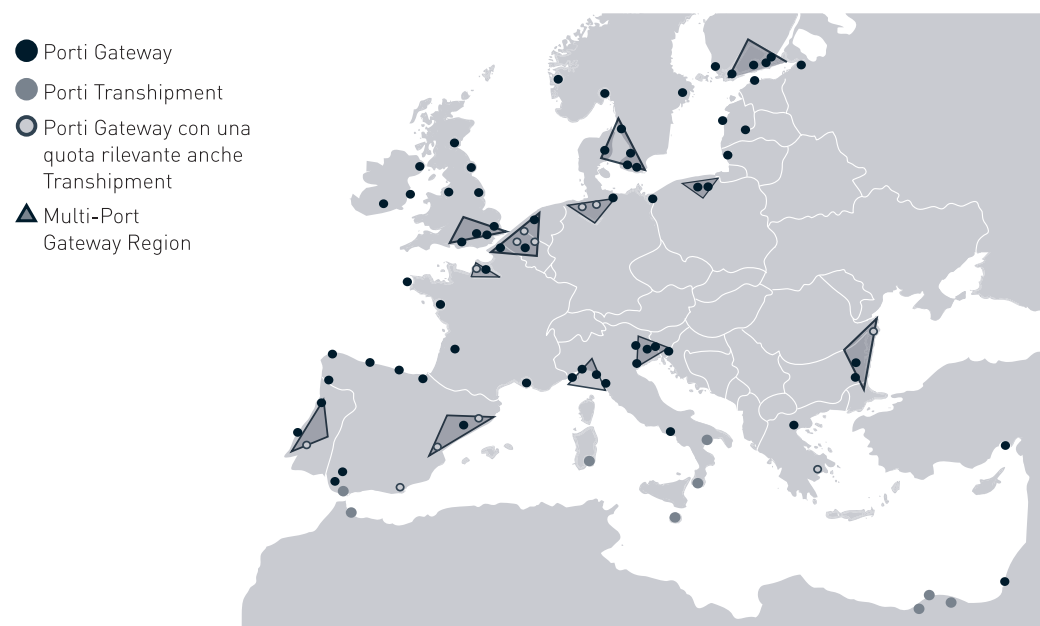 Porti Gateway
Porti Transhipment
Porti Gateway con una
quota rilevante anche
Transhipment
Multi-Port
Gateway Region